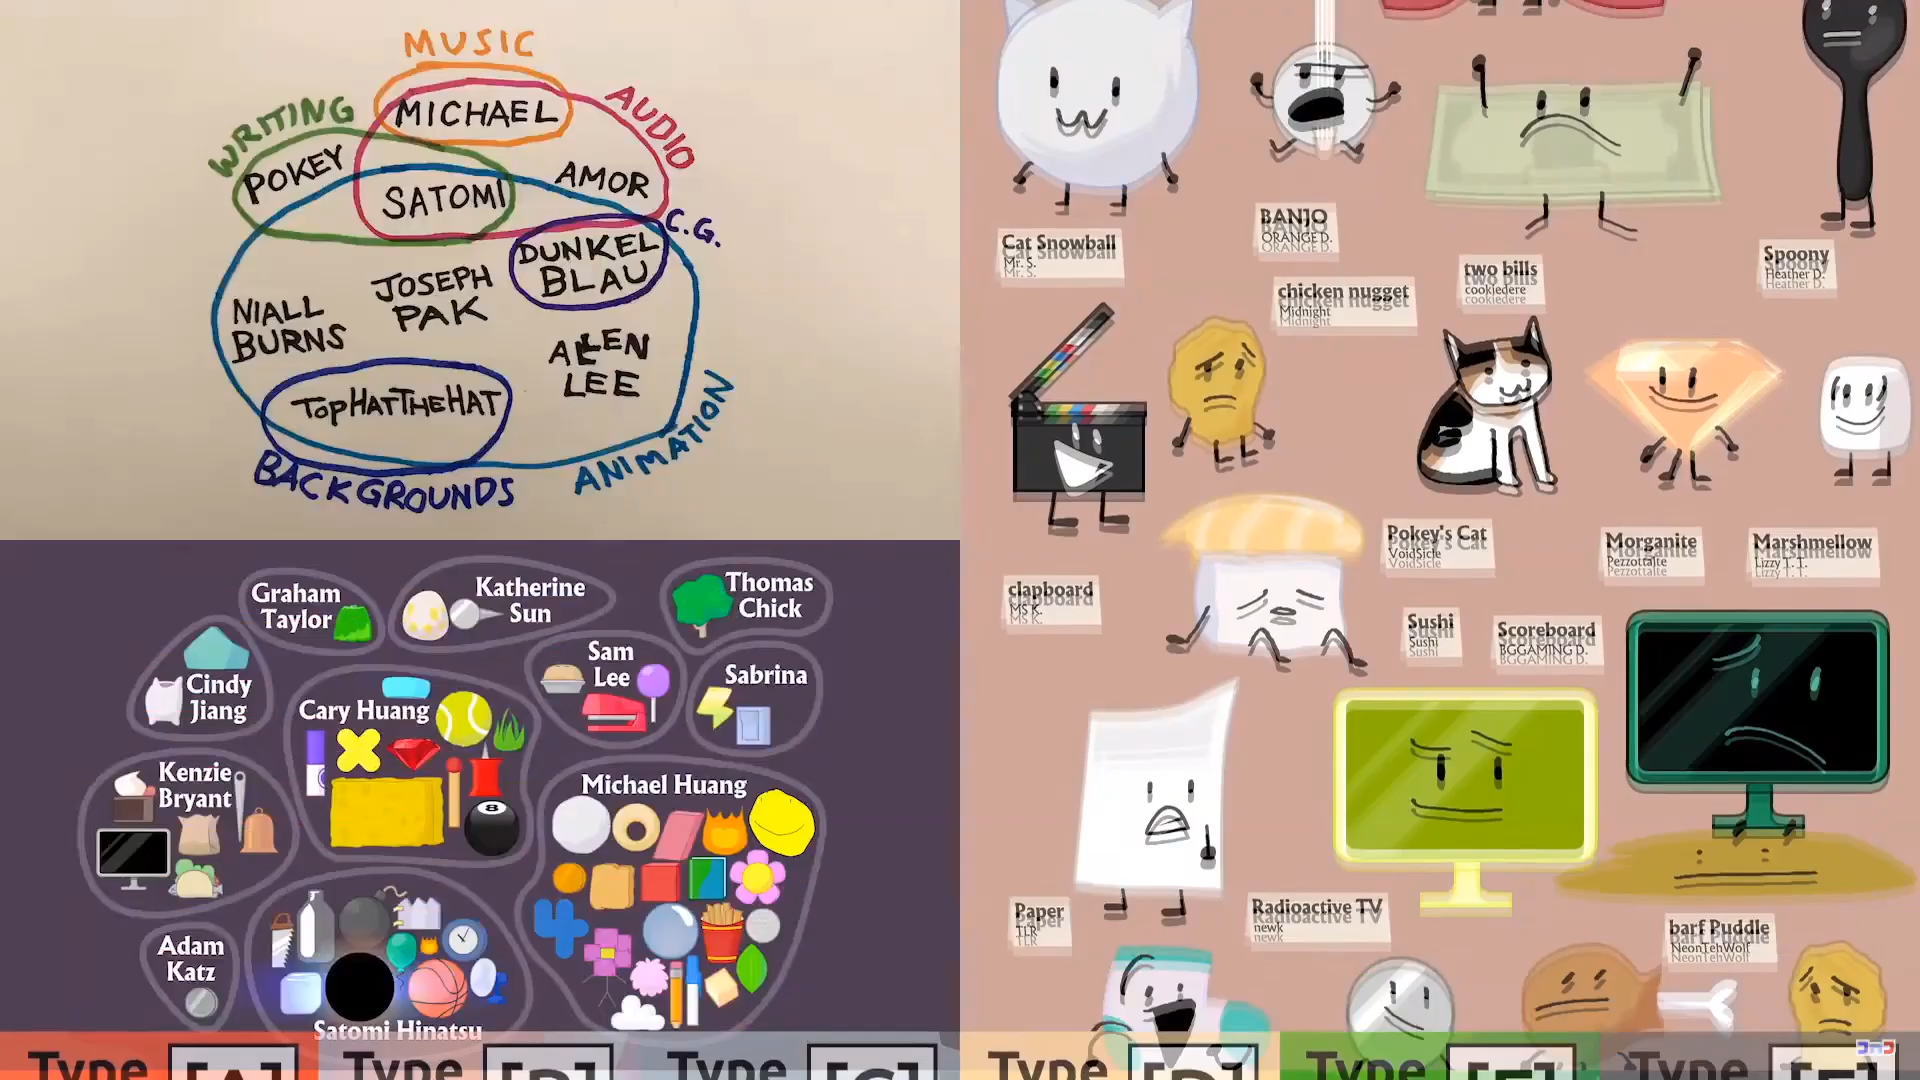 MUSIC
MICHAEL
AUDIO
WRITING
POKEY
SATOMI
AMOR
C.G.
DUNKEL
BLAU
JOSEPH
PAK
NIALL
BURNS
ALLEN
LEE
TOPHATTHEHAT
BACKGROUNDS
ANIMATION
Graham
Taylor
Katherine
Sun
Thomas
Chick
Cindy
Jiang
Cary Huang
Sam
Lee
Sabrina
Kenzie
Bryant
8
Michael Huang
Adam
Katz
Satomi Hinatsu
Cat Snowball
Mr. S.
BANJO
ORANGE D.
chicken nugget
Midnight
two bills
cookiedere
Spoony
Heather D.
clapboard
MS K.
Pokey's Cat
VoidSicle
Morganite
Pezzottaite
Marshmallow
Lizzy T. T.
Sushi
Sushi
Scoreboard
BGGAMING D.
Paper
TLR
Radioactive TV
newk
barf Puddle
NeonTehWolf
Type [A] Type Type [C] Type [D] Type Type